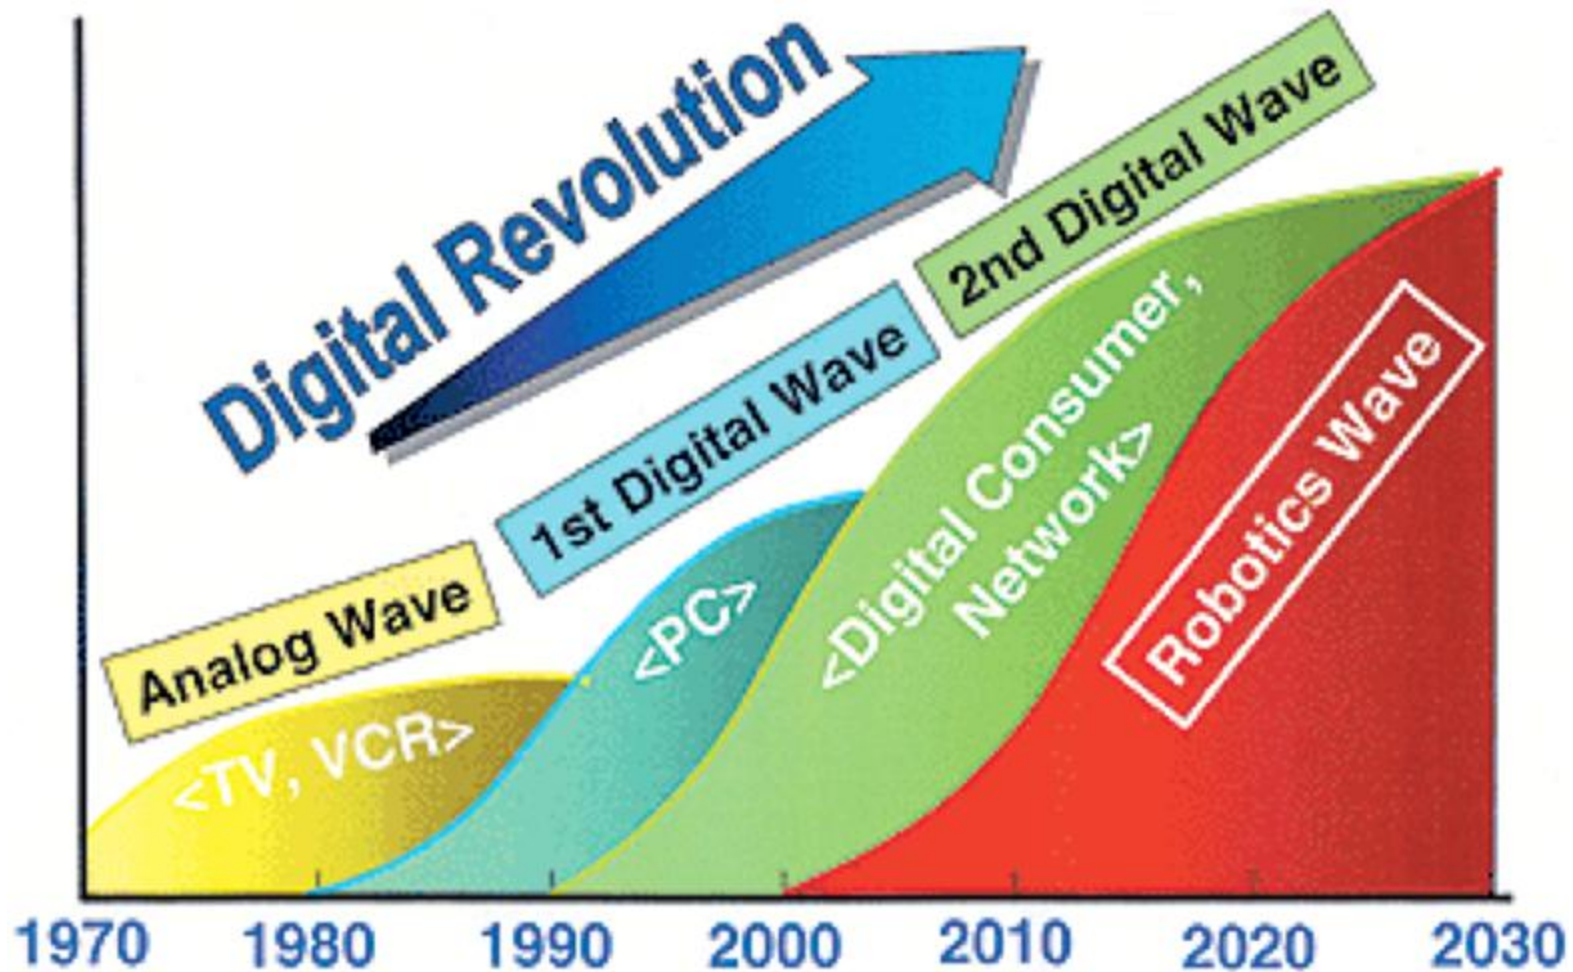 Digital Revolution
2nd Digital Wave
1st Digital Wave
Analog Wave
<TV, VCR>
<PC>
<Digital Consumer,
Network>
Robotics Wave
1970 1980 1990 2000 2010 2020 2030